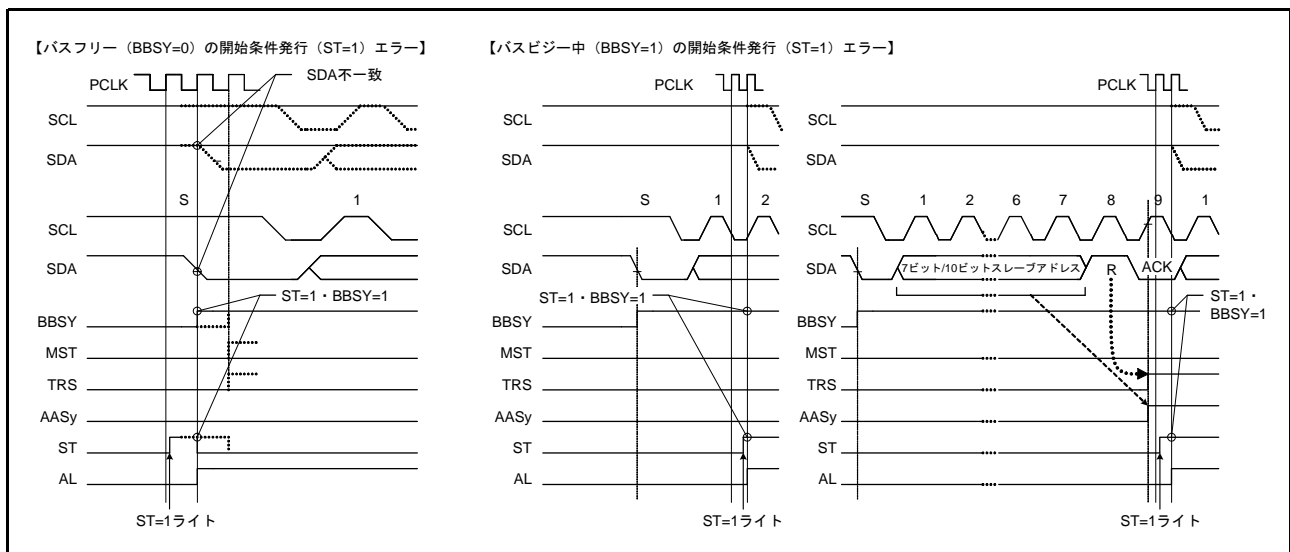 【バスフリー（BBSY=0）の開始条件発行（ST=1）エラー】
PCLK
SDA不一致
SCL
SDA
S 1
SCL
SDA
ST=1・BBSY=1
BBSY
MST
TRS
AASy
ST
AL
ST=1ライト
【バスビジー中（BBSY=1）の開始条件発行（ST=1）エラー】
PCLK
SCL
SDA
S 1 2
SCL
SDA
ST=1・BBSY=1
BBSY
MST
TRS
AASy
ST
AL
ST=1ライト
PCLK
SCL
SDA
S 1 2 6 7 8 9 1
SCL
SDA 7ビット/10ビットスレーブアドレス R ACK
ST=1・
BBSY=1
BBSY
MST
TRS
AASy
ST
AL
ST=1ライト